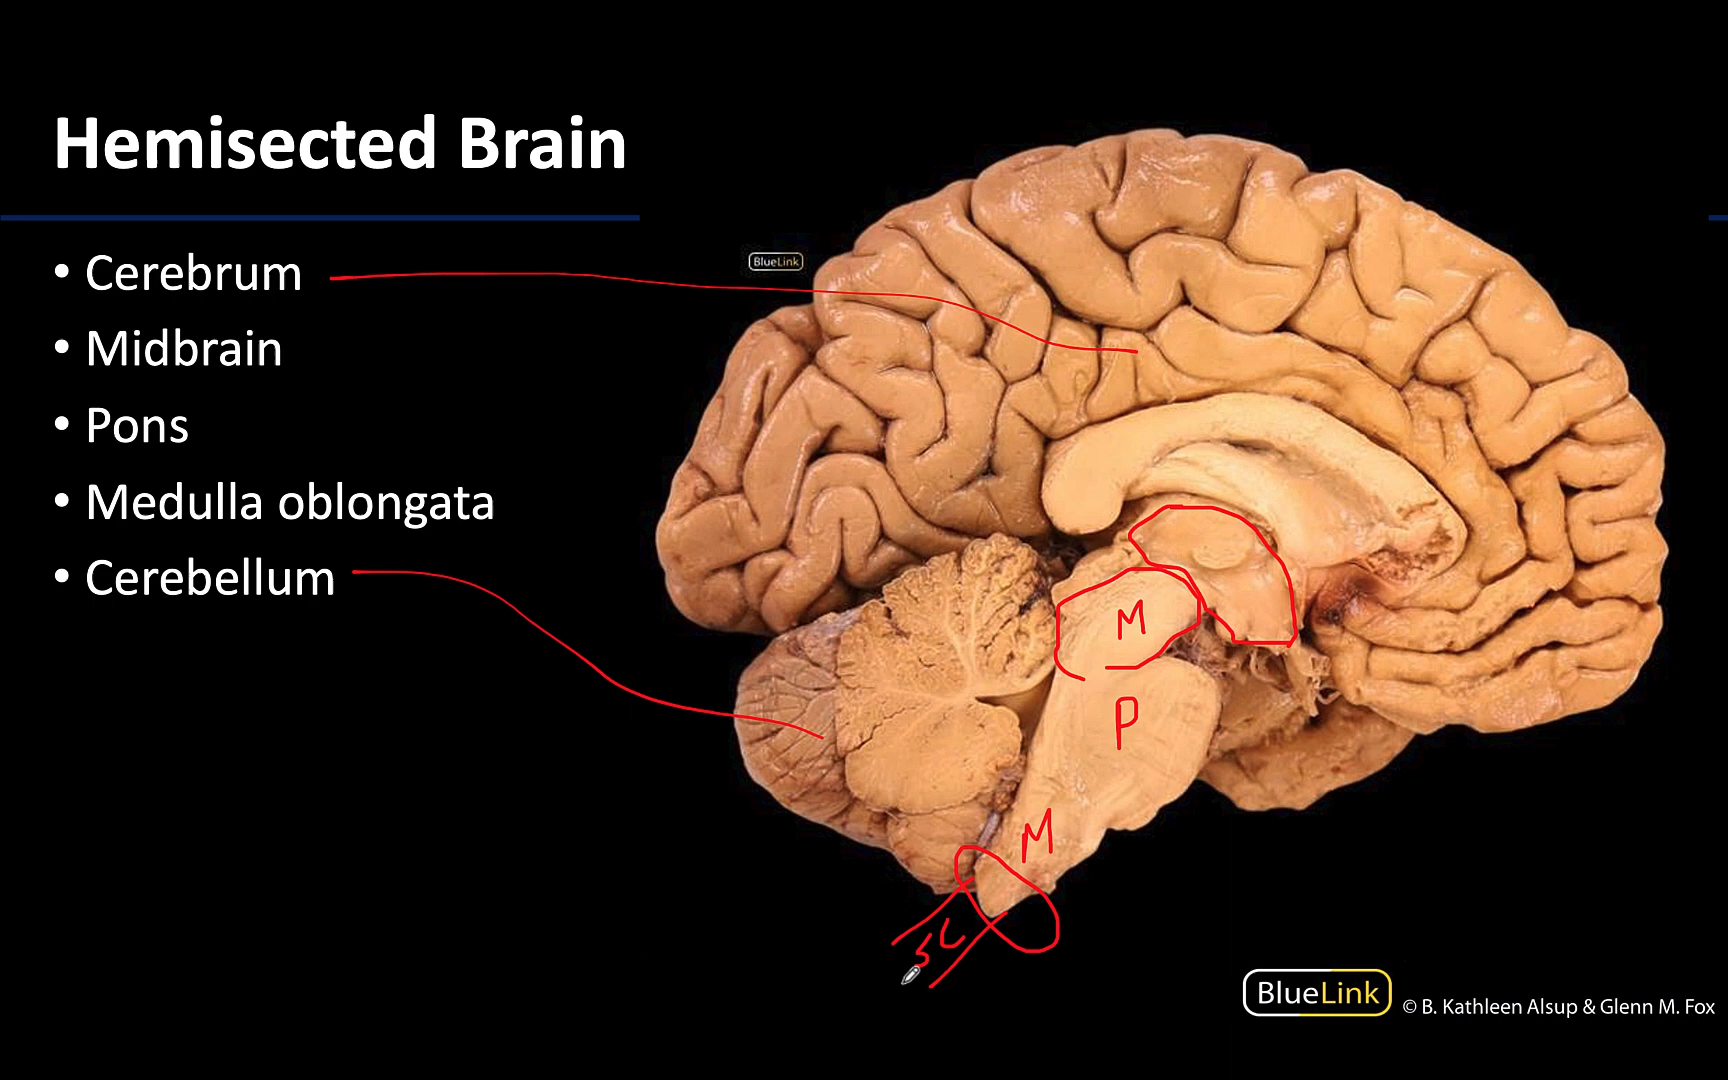 Hemisected Brain
BlueLink
• Cerebrum
• Midbrain
• Pons
• Medulla oblongata
• Cerebellum
M
P
M
SC
BlueLink
© B. Kathleen Alsup & Glenn M. Fox